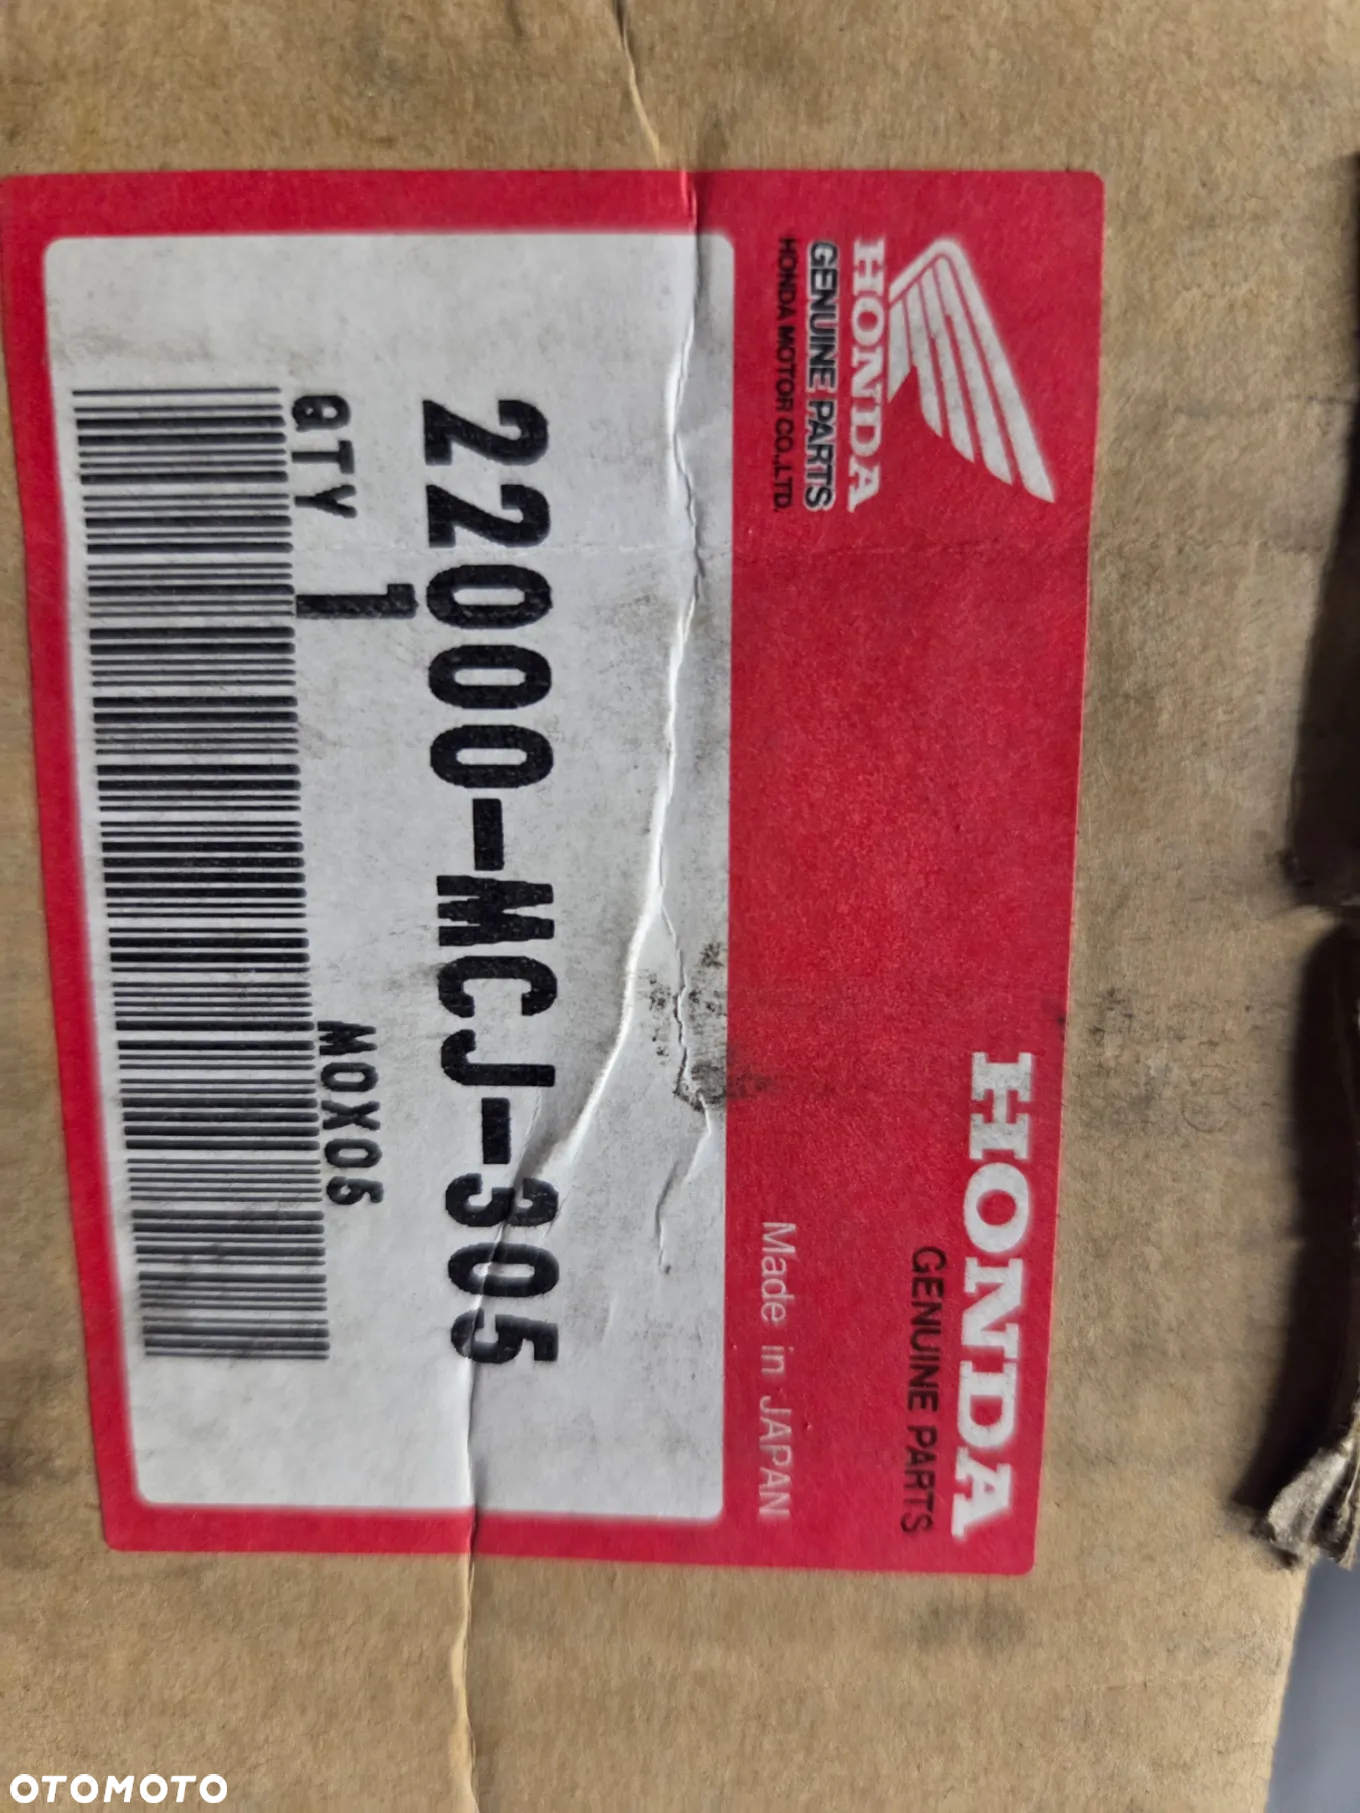 HONDA
GENUINE PARTS
HONDA MOTOR CO.,LTD.
HONDA
GENUINE PARTS
Made in JAPAN
22000-MCJ-305
QTY 1
M0X05
OTOMOTO